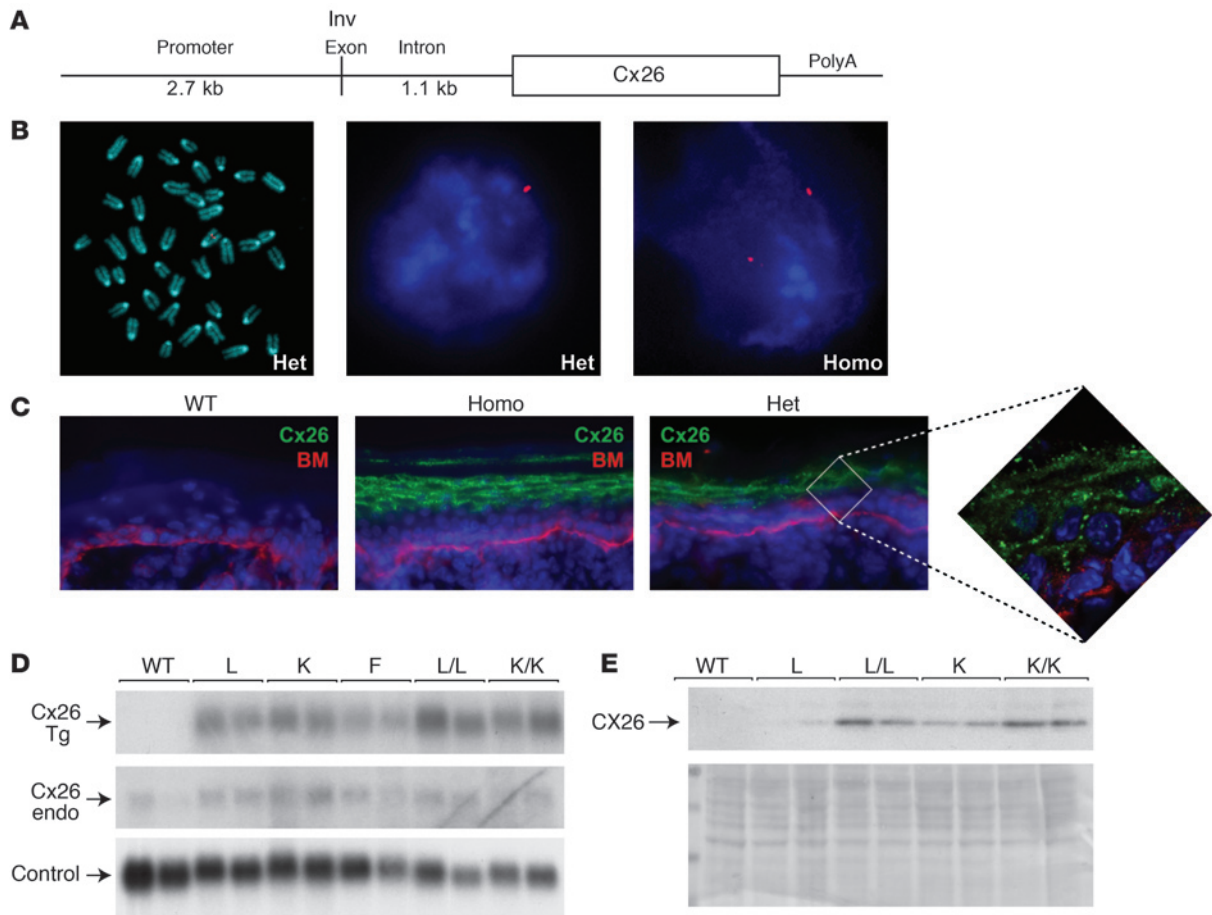 A
Inv
Promoter Exon Intron
Cx26
PolyA
2.7 kb 1.1 kb
B
Het
Het
Homo
C
WT Homo Het
Cx26 Cx26 Cx26
BM BM BM
D
WT L K F L/L K/K
Cx26
Tg
Cx26
endo
Control
E
WT L L/L K K/K
CX26